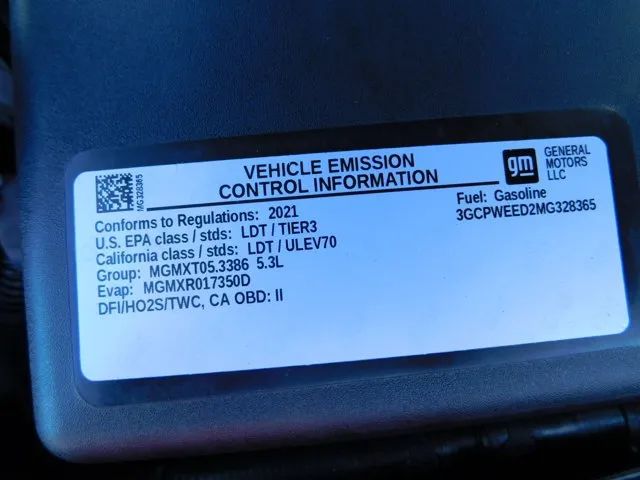 VEHICLE EMISSION
CONTROL INFORMATION
gm
GENERAL
MOTORS
LLC
MG328365
Fuel: Gasoline
3GCPWEED2MG328365
Conforms to Regulations: 2021
U.S. EPA class / stds: LDT / TIER3
California class / stds: LDT / ULEV70
Group: MGMXT05.3386 5.3L
Evap: MGMXR017350D
DFI/HO2S/TWC, CA OBD: II